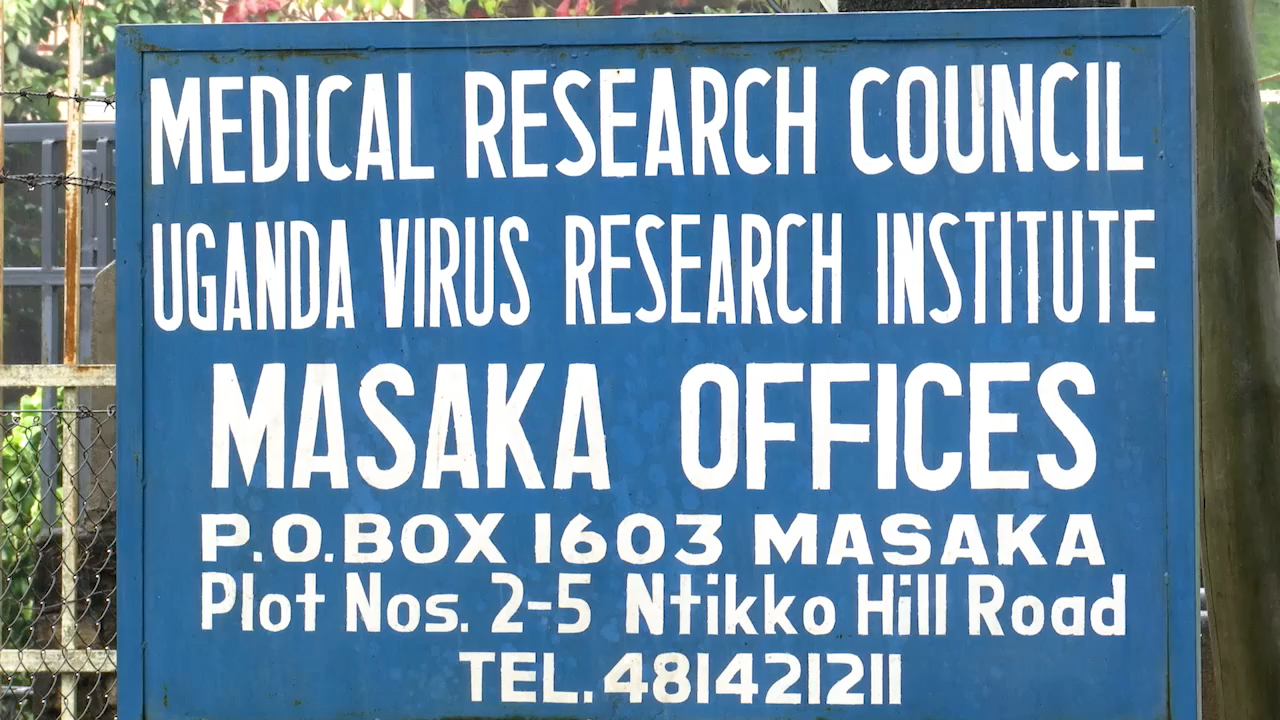 MEDICAL RESEARCH COUNCIL
UGANDA VIRUS RESEARCH INSTITUTE
MASAKA OFFICES
P.O.BOX 1603 MASAKA
Plot Nos. 2-5 Ntikko Hill Road
TEL. 481421211